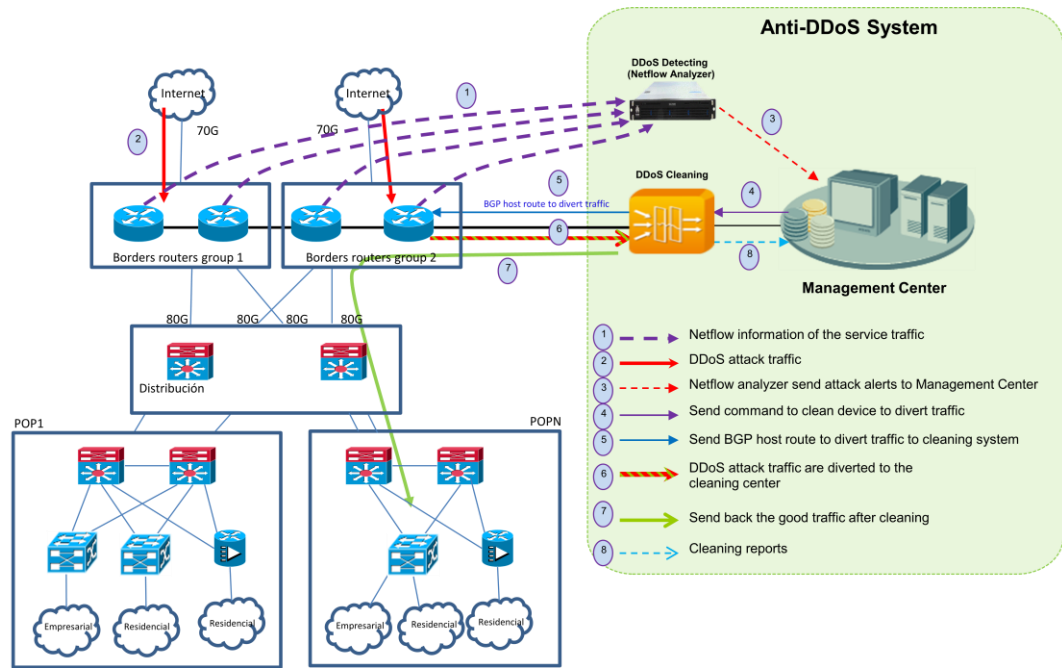 Anti-DDoS System
DDoS Detecting
(Netflow Analyzer)
Internet
Internet
1
2
70G
70G
3
DDoS Cleaning
5
4
BGP host route to divert traffic
6
Borders routers group 1
Borders routers group 2
7
8
Management Center
80G
80G
80G
80G
Distribución
1
Netflow information of the service traffic
2
DDoS attack traffic
3
Netflow analyzer send attack alerts to Management Center
4
Send command to clean device to divert traffic
5
Send BGP host route to divert traffic to cleaning system
6
DDoS attack traffic are diverted to the
cleaning center
7
Send back the good traffic after cleaning
8
Cleaning reports
POP1
POPN
Empresarial
Residencial
Residencial
Empresarial
Residencial
Residencial